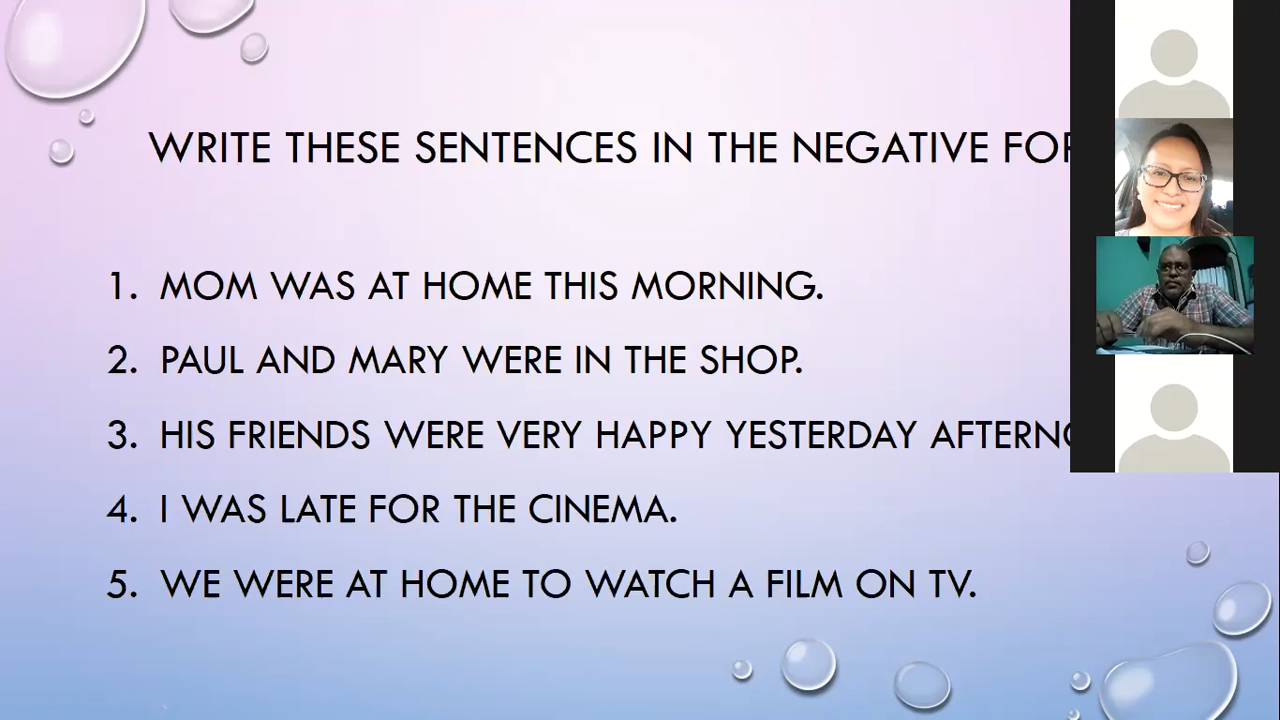 WRITE THESE SENTENCES IN THE NEGATIVE
1. MOM WAS AT HOME THIS MORNING.
2. PAUL AND MARY WERE IN THE SHOP.
3. HIS FRIENDS WERE VERY HAPPY YESTERDAY
4. I WAS LATE FOR THE CINEMA.
5. WE WERE AT HOME TO WATCH A FILM ON TV.